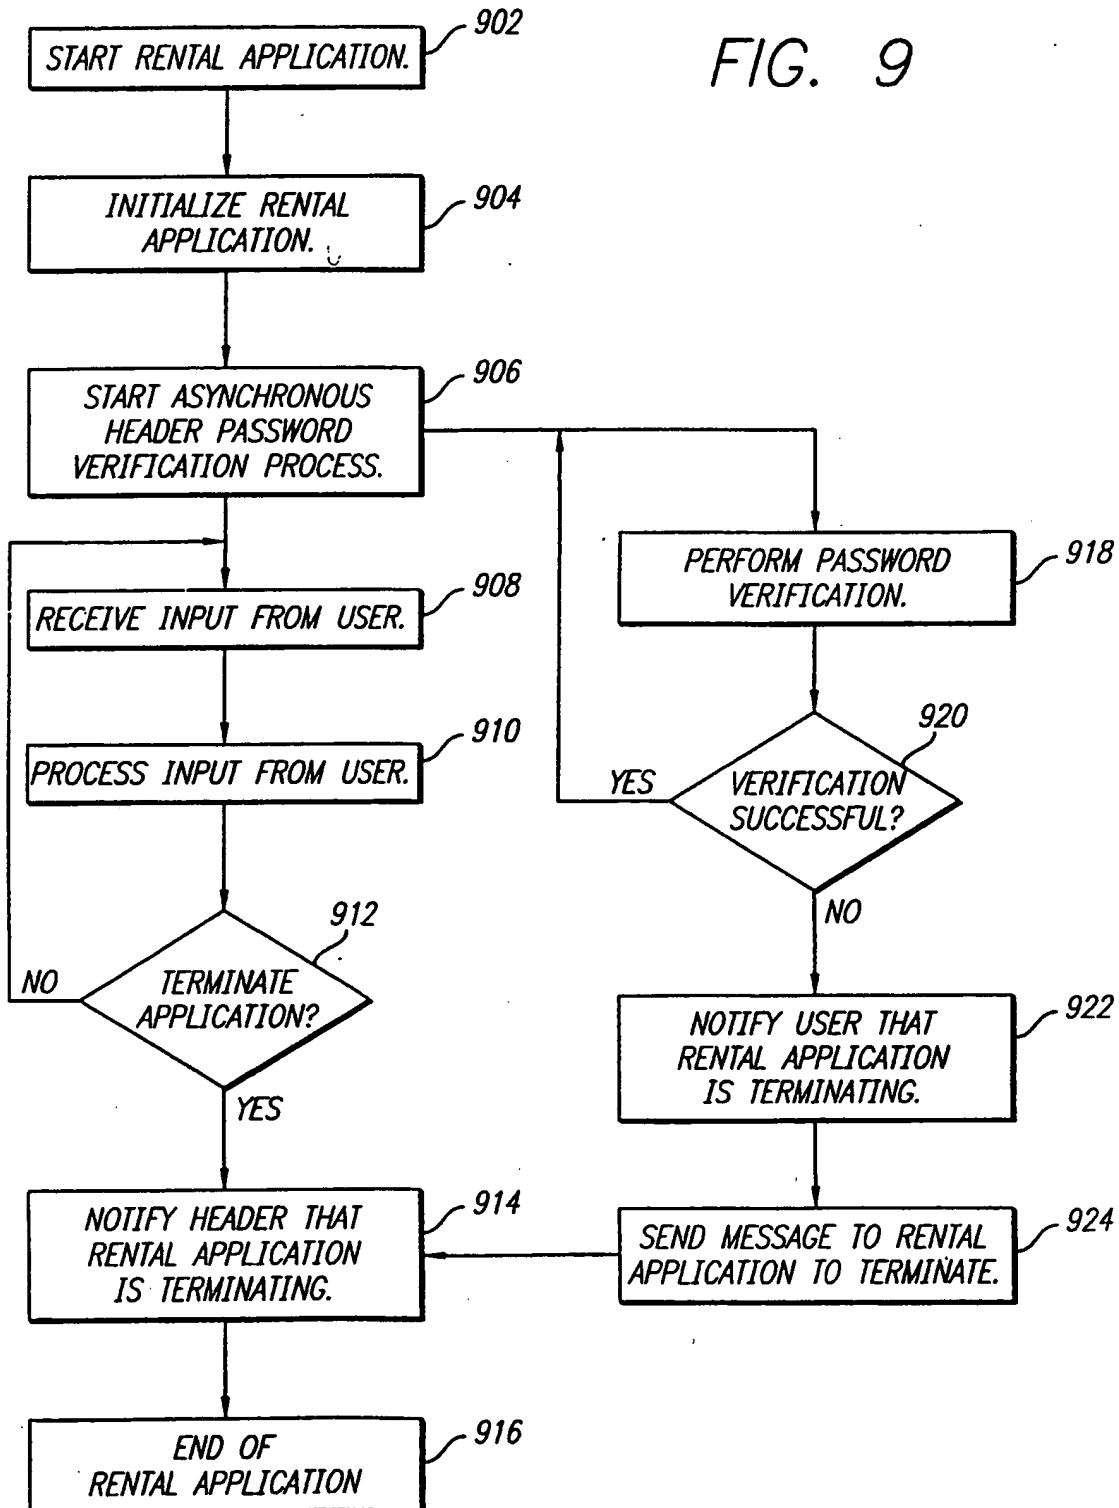 FIG. 9
902
START RENTAL APPLICATION.
904
INITIALIZE RENTAL
APPLICATION.
906
START ASYNCHRONOUS
HEADER PASSWORD
VERIFICATION PROCESS.
908
RECEIVE INPUT FROM USER.
910
PROCESS INPUT FROM USER.
912
TERMINATE
APPLICATION?
NO
YES
914
NOTIFY HEADER THAT
RENTAL APPLICATION
IS TERMINATING.
916
END OF
RENTAL APPLICATION
918
PERFORM PASSWORD
VERIFICATION.
920
VERIFICATION
SUCCESSFUL?
YES
NO
922
NOTIFY USER THAT
RENTAL APPLICATION
IS TERMINATING.
924
SEND MESSAGE TO RENTAL
APPLICATION TO TERMINATE.